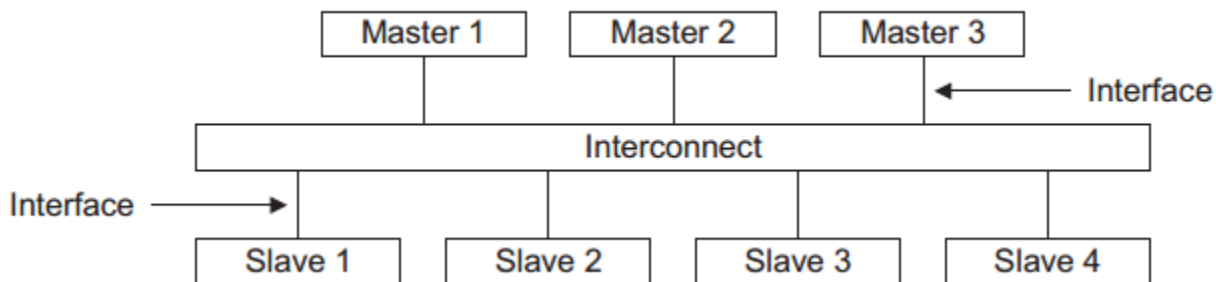 Master 1
Master 2
Master 3
Interface
Interconnect
Interface
Slave 1
Slave 2
Slave 3
Slave 4